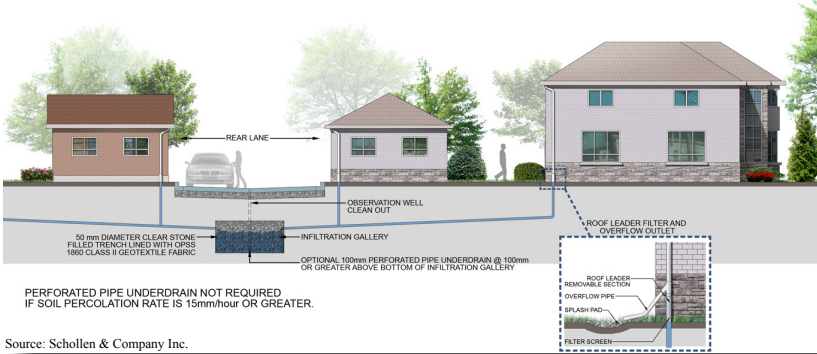 REAR LANE
OBSERVATION WELL
CLEAN OUT
50 mm DIAMETER CLEAR STONE
FILLED TRENCH LINED WITH OPSS
1860 CLASS II GEOTEXTILE FABRIC
INFILTRATION GALLERY
OPTIONAL 100mm PERFORATED PIPE UNDERDRAIN @ 100mm
OR GREATER ABOVE BOTTOM OF INFILTRATION GALLERY
ROOF LEADER FILTER AND
OVERFLOW OUTLET
ROOF LEADER
REMOVABLE SECTION
OVERFLOW PIPE
SPLASH PAD
FILTER SCREEN
PERFORATED PIPE UNDERDRAIN NOT REQUIRED
IF SOIL PERCOLATION RATE IS 15mm/hour OR GREATER.
Source: Schollen & Company Inc.